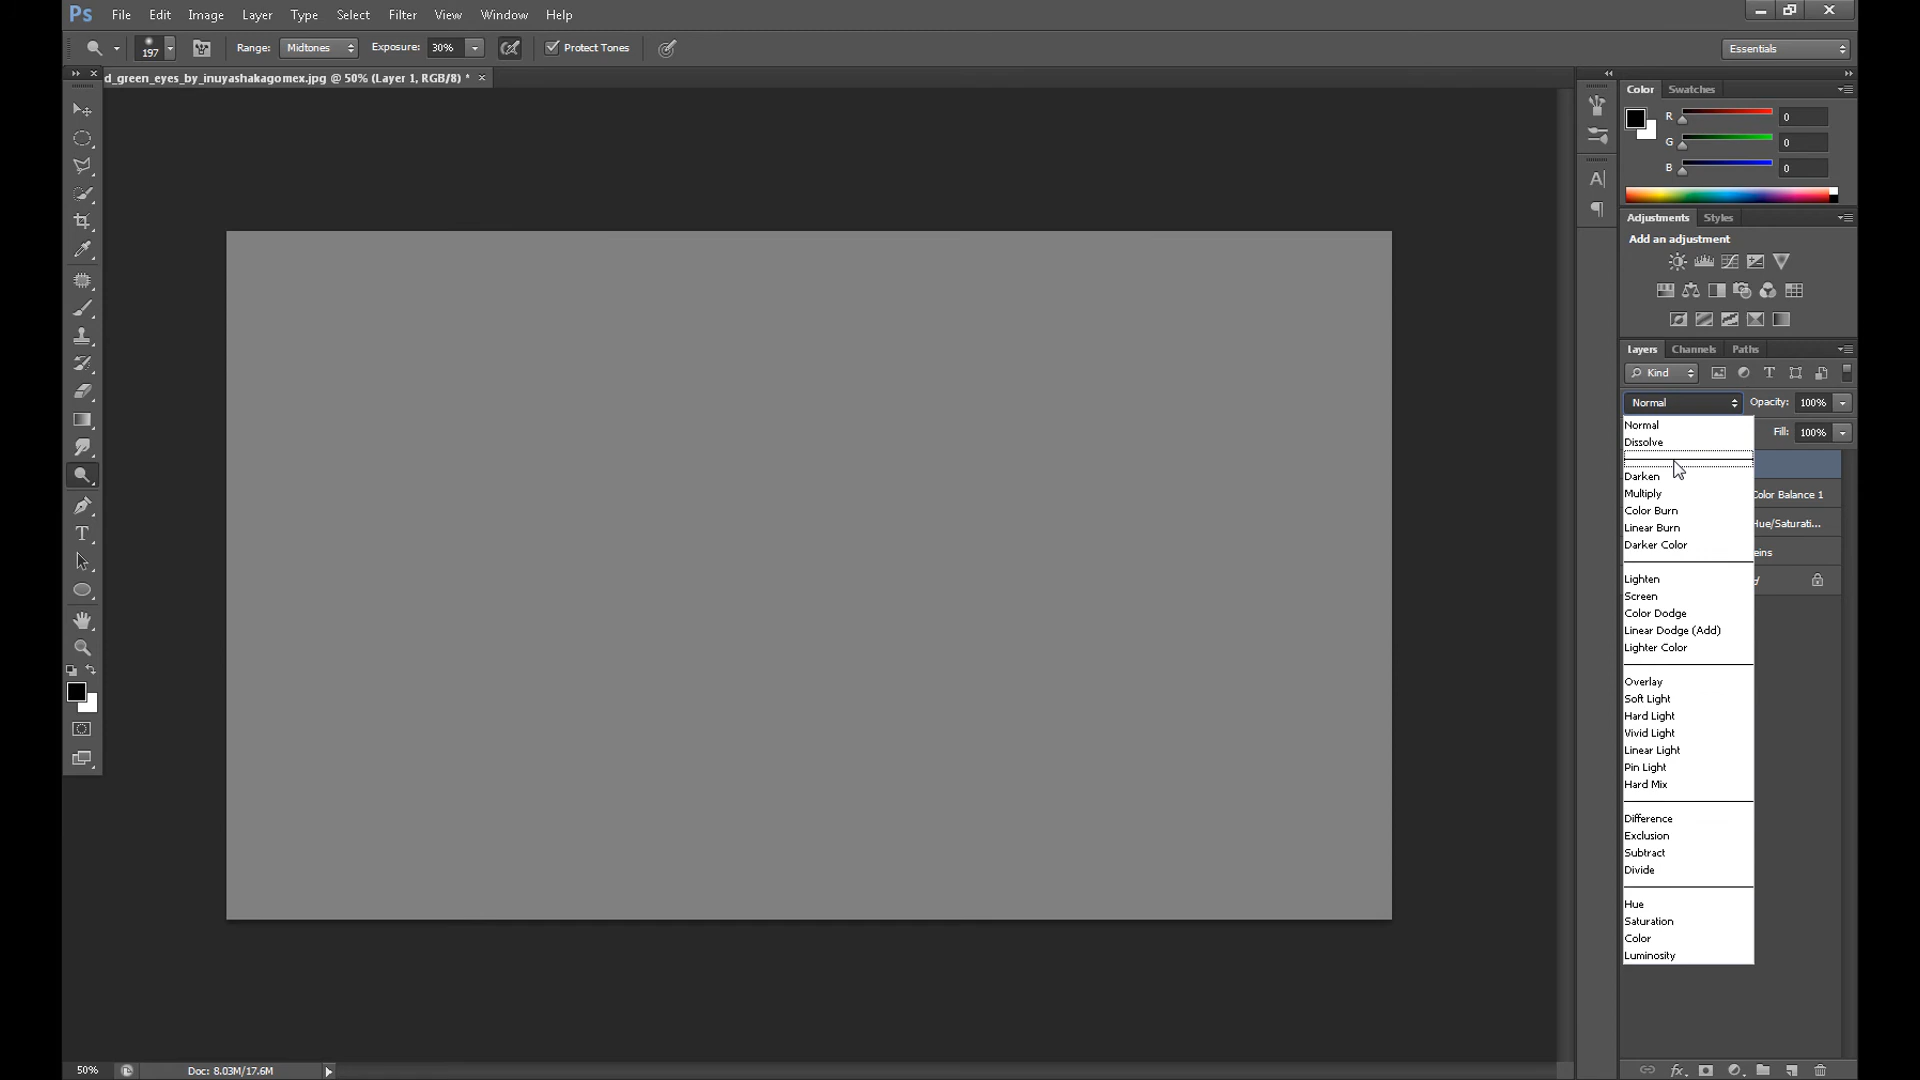 Ps File Edit Image Layer Type Select Filter View Window Help
197 Range: Midtones Exposure: 30% Protect Tones Essentials
d_green_eyes_by_inuyashakagomex.jpg @ 50% (Layer 1, RGB/8) *
Color Swatches
R 0
G 0
B 0
Adjustments Styles
Add an adjustment
Layers Channels Paths
Kind
Normal Opacity: 100%
Fill: 100%
Normal
Dissolve
Darken
Multiply
Color Burn
Linear Burn
Darker Color
Lighten
Screen
Color Dodge
Linear Dodge (Add)
Lighter Color
Overlay
Soft Light
Hard Light
Vivid Light
Linear Light
Pin Light
Hard Mix
Difference
Exclusion
Subtract
Divide
Hue
Saturation
Color
Luminosity
Color Balance 1
Hue/Saturati...
eins
50% Doc: 8.03M/17.6M
fx